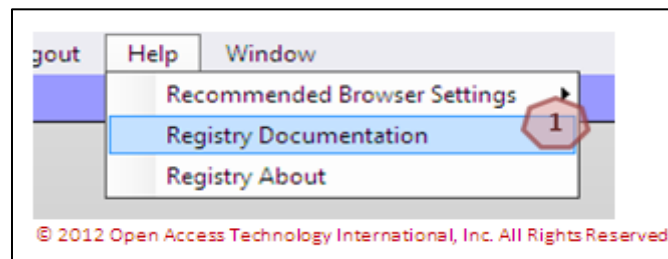 gout Help Window
Recommended Browser Settings
1
Registry Documentation
Registry About
© 2012 Open Access Technology International, Inc. All Rights Reserved